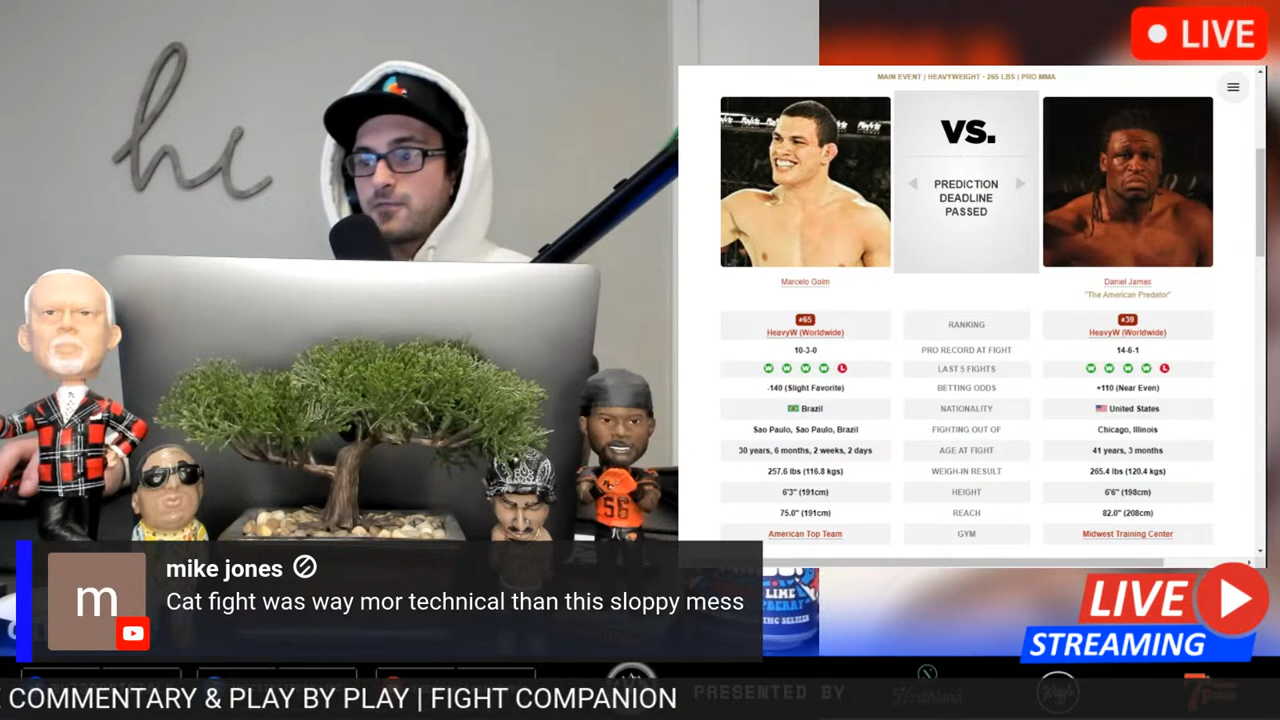 hi
LIVE
MAIN EVENT | HEAVYWEIGHT · 265 LBS | PRO MMA
VS.
PREDICTION
DEADLINE
PASSED
Marcelo Golm
Daniel James
"The American Predator"
#65
HeavyW (Worldwide)
RANKING
#39
HeavyW (Worldwide)
10-3-0
PRO RECORD AT FIGHT
14-6-1
W W W W L
LAST 5 FIGHTS
W W W W L
-140 (Slight Favorite)
BETTING ODDS
+110 (Near Even)
Brazil
NATIONALITY
United States
Sao Paulo, Sao Paulo, Brazil
FIGHTING OUT OF
Chicago, Illinois
30 years, 6 months, 2 weeks, 2 days
AGE AT FIGHT
41 years, 3 months
257.6 lbs (116.8 kgs)
WEIGH-IN RESULT
265.4 lbs (120.4 kgs)
6'3" (191cm)
HEIGHT
6'6" (198cm)
75.0" (191cm)
REACH
82.0" (208cm)
American Top Team
GYM
Midwest Training Center
56
m
mike jones
Cat fight was way mor technical than this sloppy mess
LIME
THC SELTZER
LIVE
STREAMING
COMMENTARY & PLAY BY PLAY | FIGHT COMPANION
PRESENTED BY
Northland